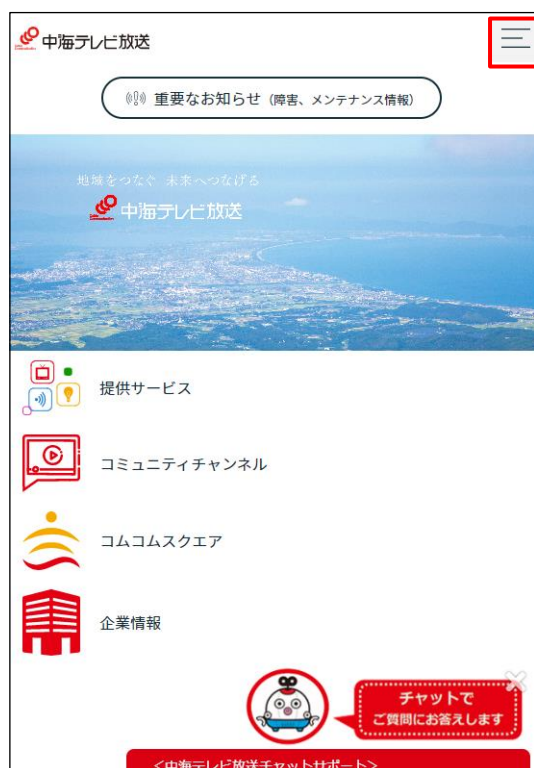 中海テレビ放送
重要なお知らせ（障害、メンテナンス情報）
地域をつなぐ 未来へつなげる
中海テレビ放送
提供サービス
コミュニティチャンネル
コムコムスクエア
企業情報
チャットで
ご質問にお答えします
＜中海テレビ放送チャットサポート＞